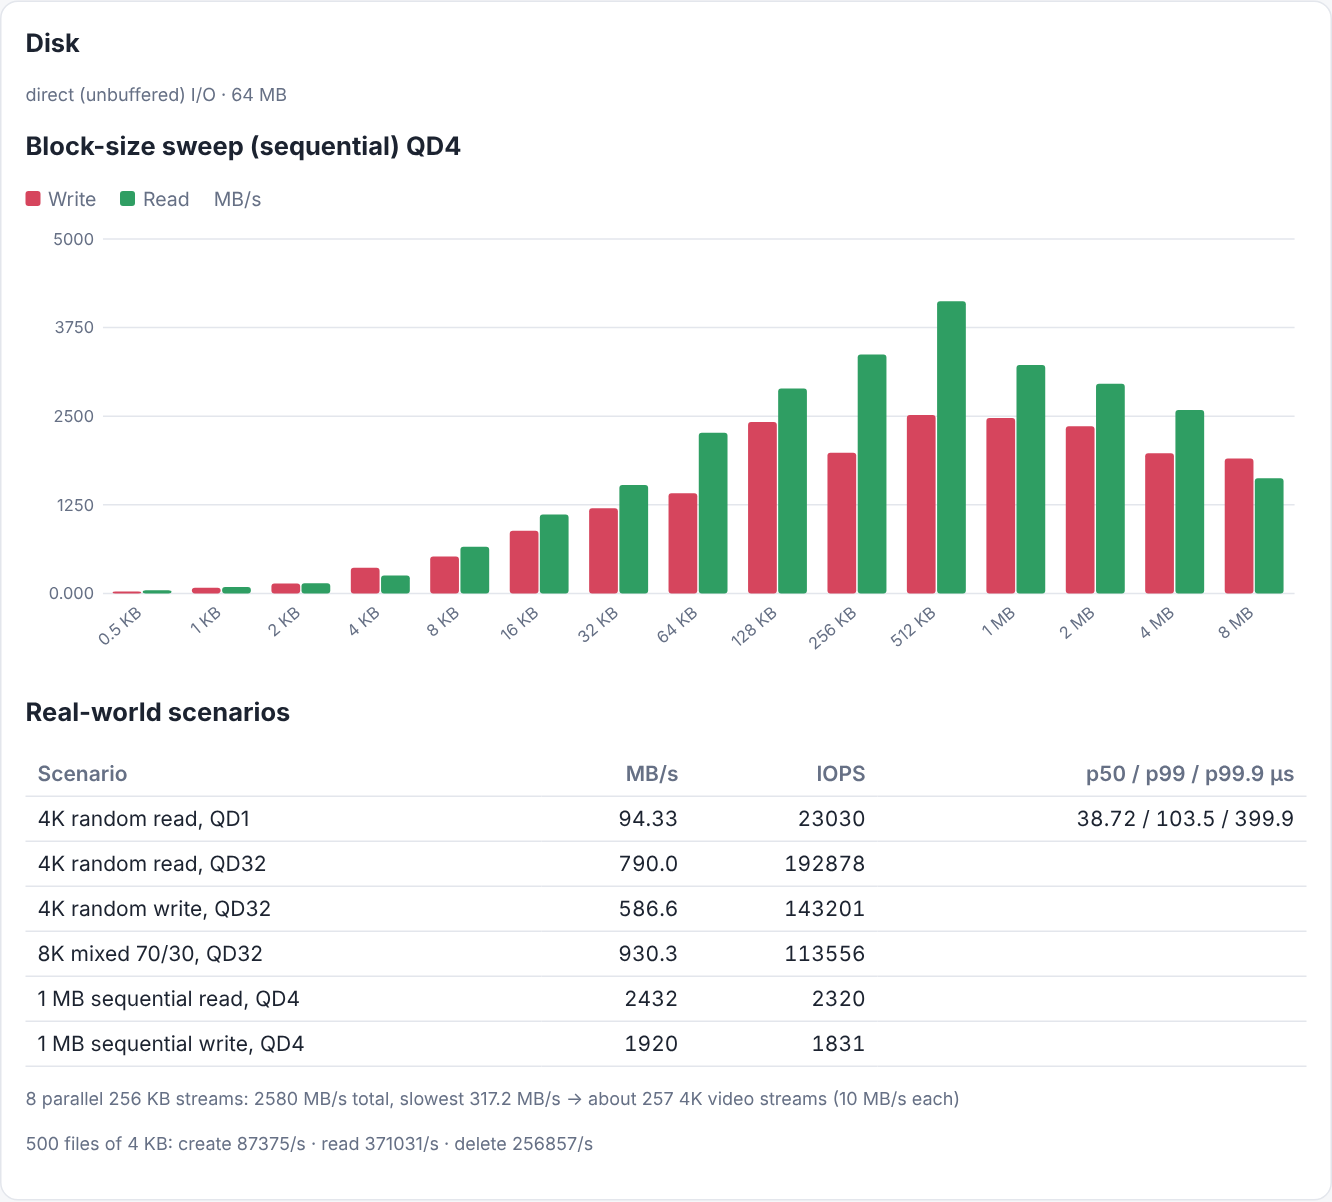 Disk
direct (unbuffered) I/O · 64 MB
Block-size sweep (sequential) QD4
Write Read MB/s
5000
3750
2500
1250
0.000
0.5 KB 1 KB 2 KB 4 KB 8 KB 16 KB 32 KB 64 KB 128 KB 256 KB 512 KB 1 MB 2 MB 4 MB 8 MB
Real-world scenarios
Scenario MB/s IOPS p50 / p99 / p99.9 µs
4K random read, QD1 94.33 23030 38.72 / 103.5 / 399.9
4K random read, QD32 790.0 192878
4K random write, QD32 586.6 143201
8K mixed 70/30, QD32 930.3 113556
1 MB sequential read, QD4 2432 2320
1 MB sequential write, QD4 1920 1831
8 parallel 256 KB streams: 2580 MB/s total, slowest 317.2 MB/s → about 257 4K video streams (10 MB/s each)
500 files of 4 KB: create 87375/s · read 371031/s · delete 256857/s